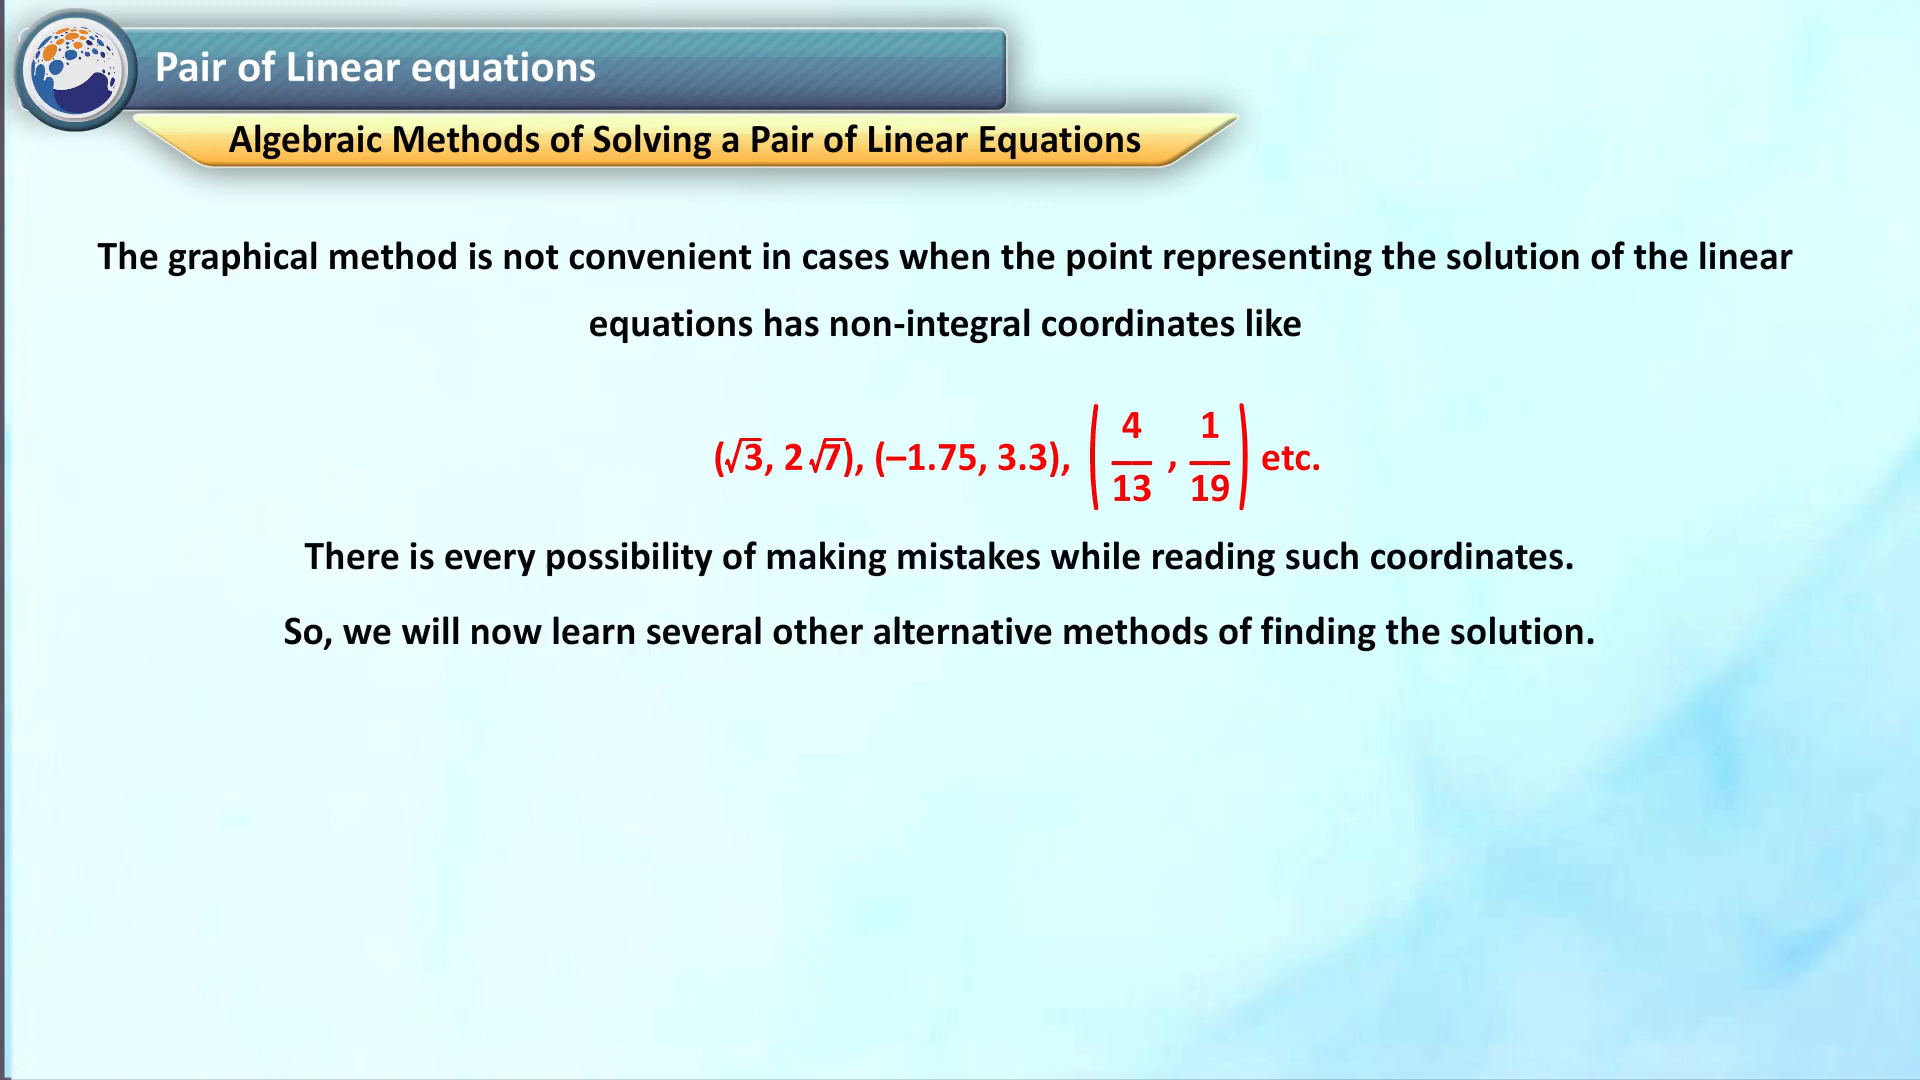 Pair of Linear equations
Algebraic Methods of Solving a Pair of Linear Equations
The graphical method is not convenient in cases when the point representing the solution of the linear
equations has non-integral coordinates like
(√3, 2√7), (–1.75, 3.3), (4/13, 1/19) etc.
There is every possibility of making mistakes while reading such coordinates.
So, we will now learn several other alternative methods of finding the solution.